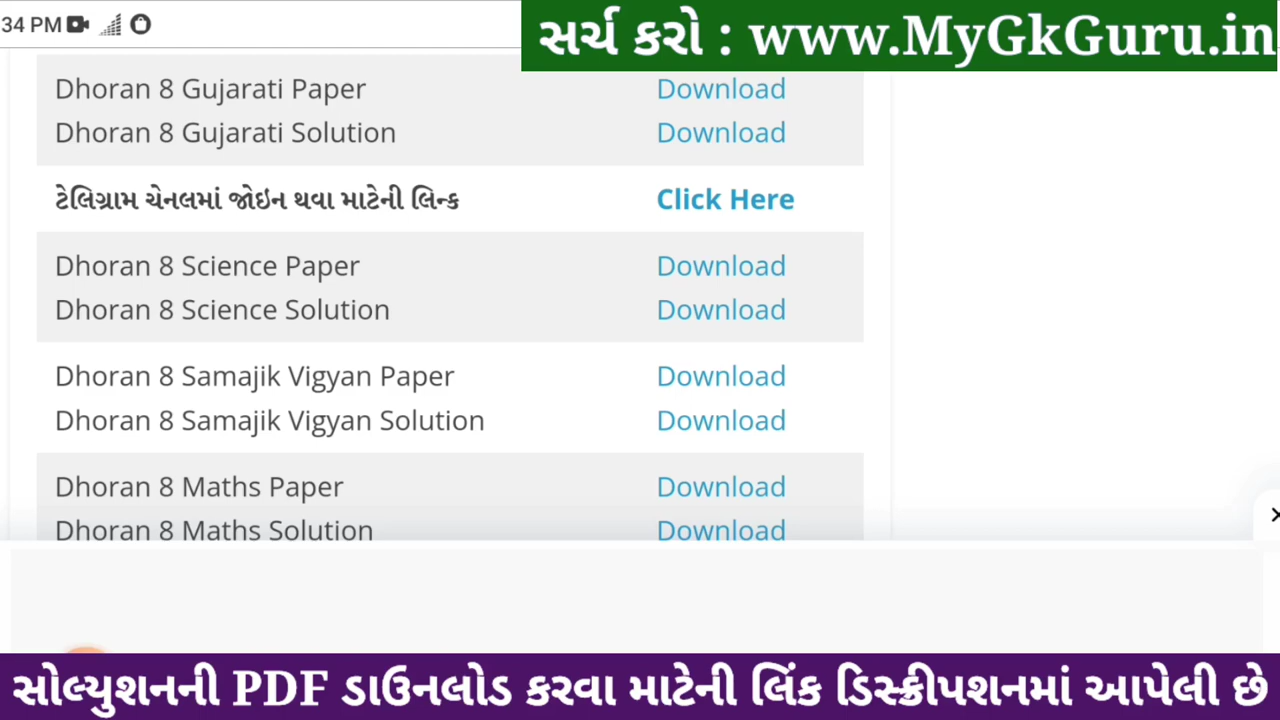 34 PM
સર્ચ કરો : www.MyGkGuru.in
Dhoran 8 Gujarati Paper Download
Dhoran 8 Gujarati Solution Download
ટેલિગ્રામ ચેનલમાં જોઇન થવા માટેની લિન્ક Click Here
Dhoran 8 Science Paper Download
Dhoran 8 Science Solution Download
Dhoran 8 Samajik Vigyan Paper Download
Dhoran 8 Samajik Vigyan Solution Download
Dhoran 8 Maths Paper Download
Dhoran 8 Maths Solution Download
સોલ્યુશનની PDF ડાઉનલોડ કરવા માટેની લિંક ડિસ્ક્રીપશનમાં આપેલી છે